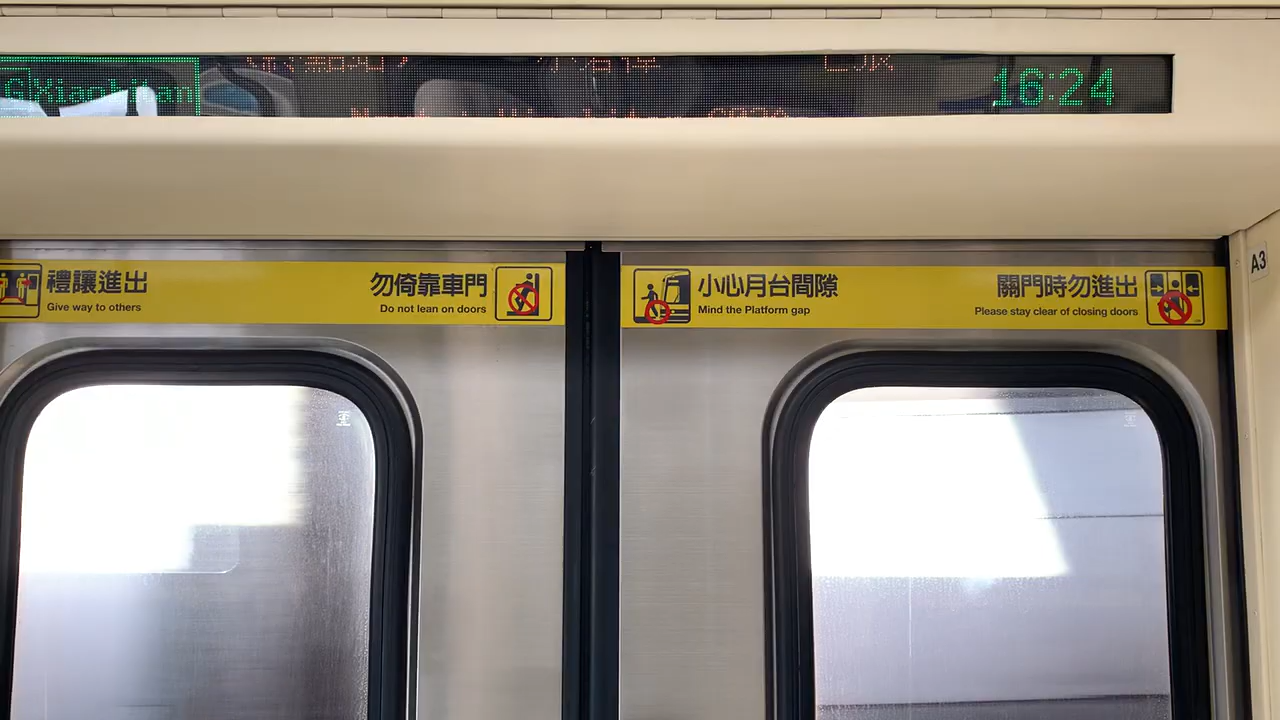 16:24
禮讓進出
Give way to others
勿倚靠車門
Do not lean on doors
小心月台間隙
Mind the Platform gap
關門時勿進出
Please stay clear of closing doors
A3